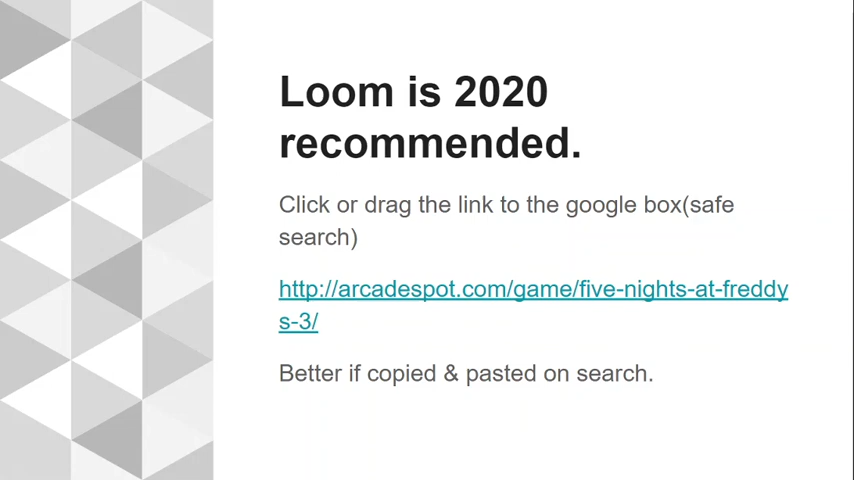 Loom is 2020
recommended.
Click or drag the link to the google box(safe
search)
http://arcadespot.com/game/five-nights-at-freddy
s-3/
Better if copied & pasted on search.